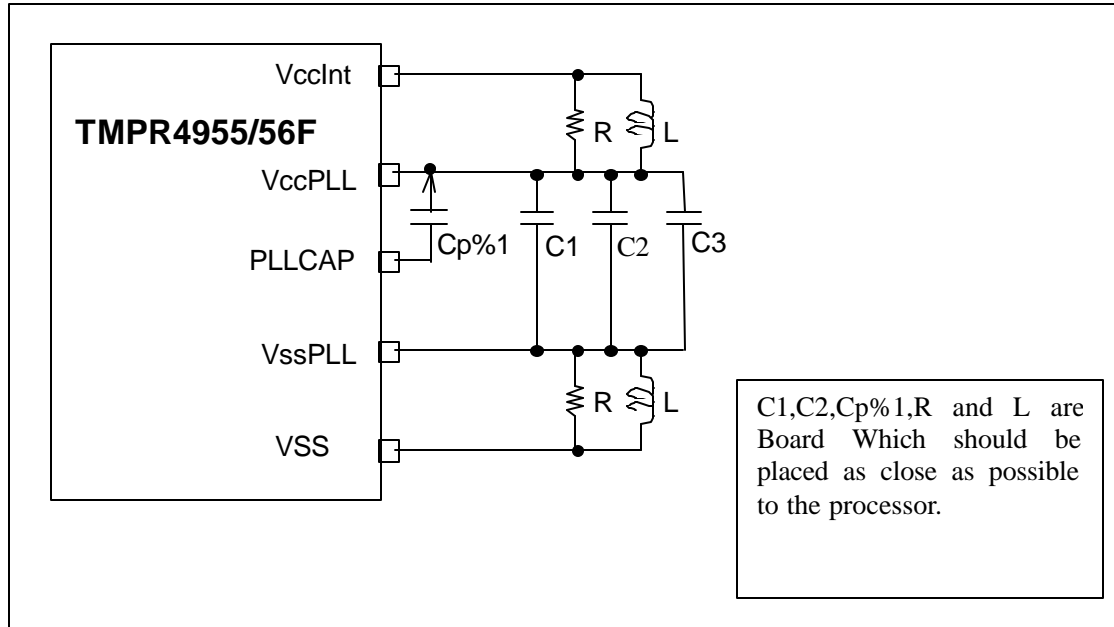 VccInt
TMPR4955/56F
R
L
VccPLL
Cp%1
C1
C2
C3
PLLCAP
VssPLL
R
L
VSS
C1,C2,Cp%1,R and L are
Board Which should be
placed as close as possible
to the processor.